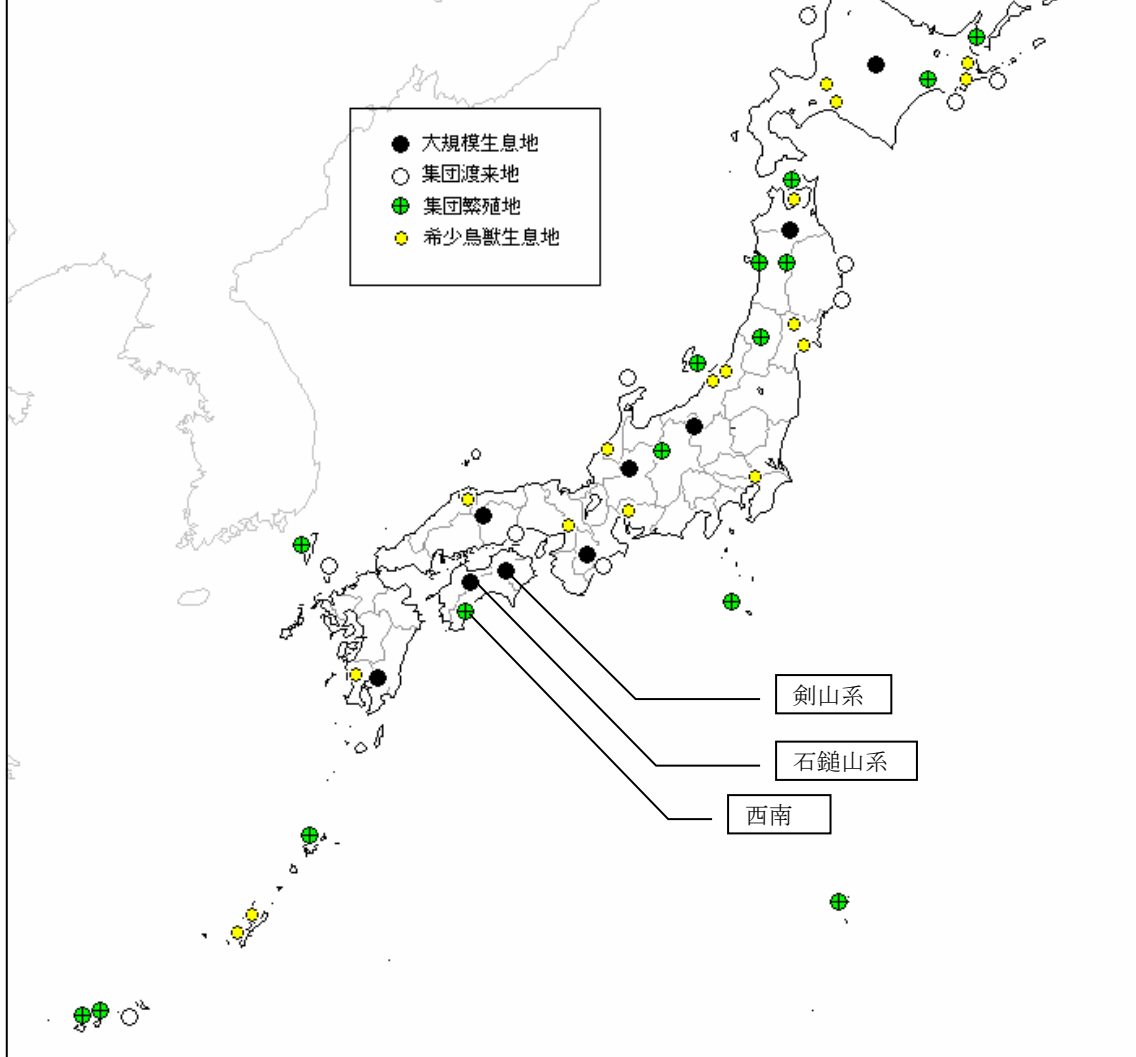 大規模生息地
集団渡来地
集団繁殖地
希少鳥獣生息地
剣山系
石鎚山系
西南